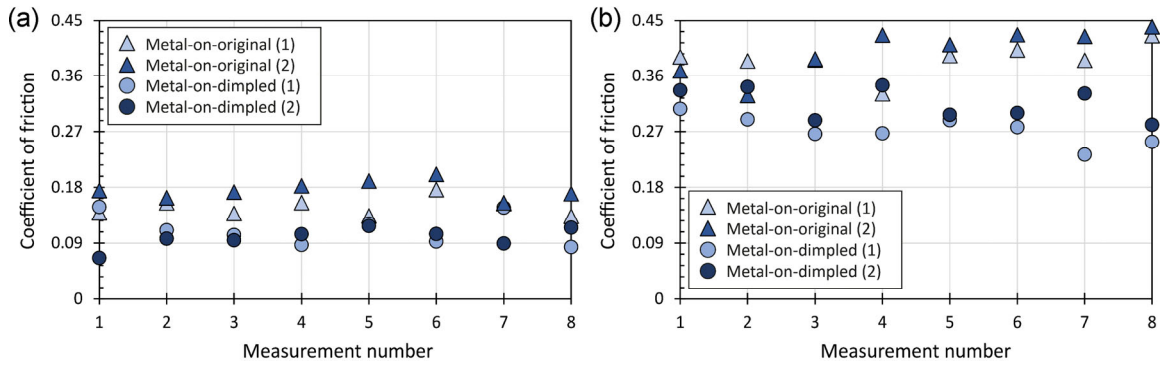 (a)
Coefficient of friction
0.45
0.36
0.27
0.18
0.09
0
Metal-on-original (1)
Metal-on-original (2)
Metal-on-dimpled (1)
Metal-on-dimpled (2)
1 2 3 4 5 6 7 8
Measurement number
(b)
Coefficient of friction
0.45
0.36
0.27
0.18
0.09
0
Metal-on-original (1)
Metal-on-original (2)
Metal-on-dimpled (1)
Metal-on-dimpled (2)
1 2 3 4 5 6 7 8
Measurement number